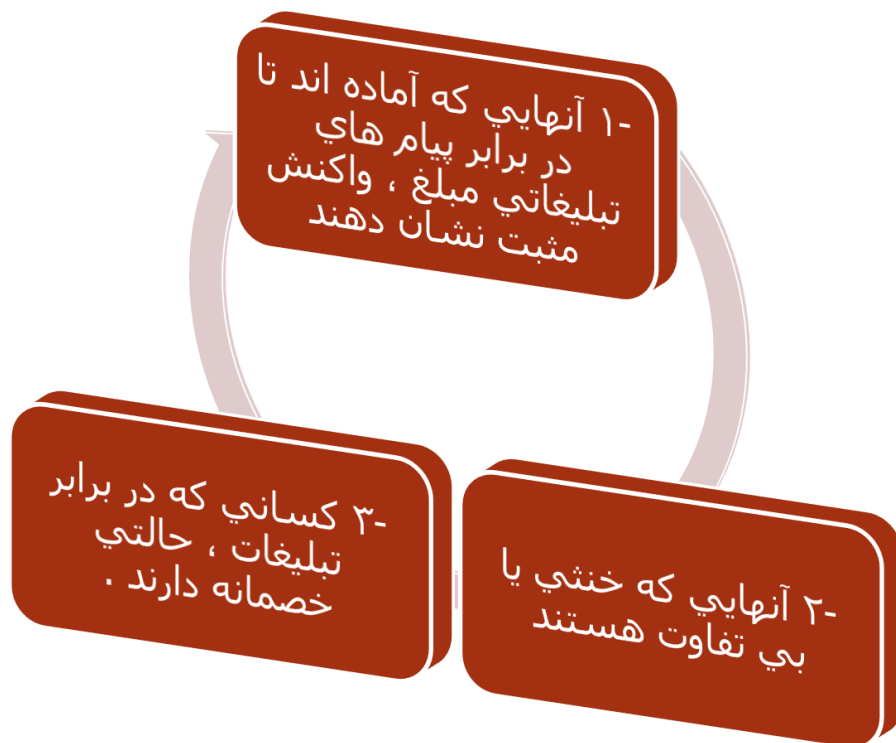 ۱- آنهايي که آماده اند تا
در برابر پيام هاي
تبليغاتي مبلغ ، واکنش
مثبت نشان دهند
۲- آنهايي که خنثي يا
بي تفاوت هستند
۳- کساني که در برابر
تبليغات ، حالتي
خصمانه دارند .